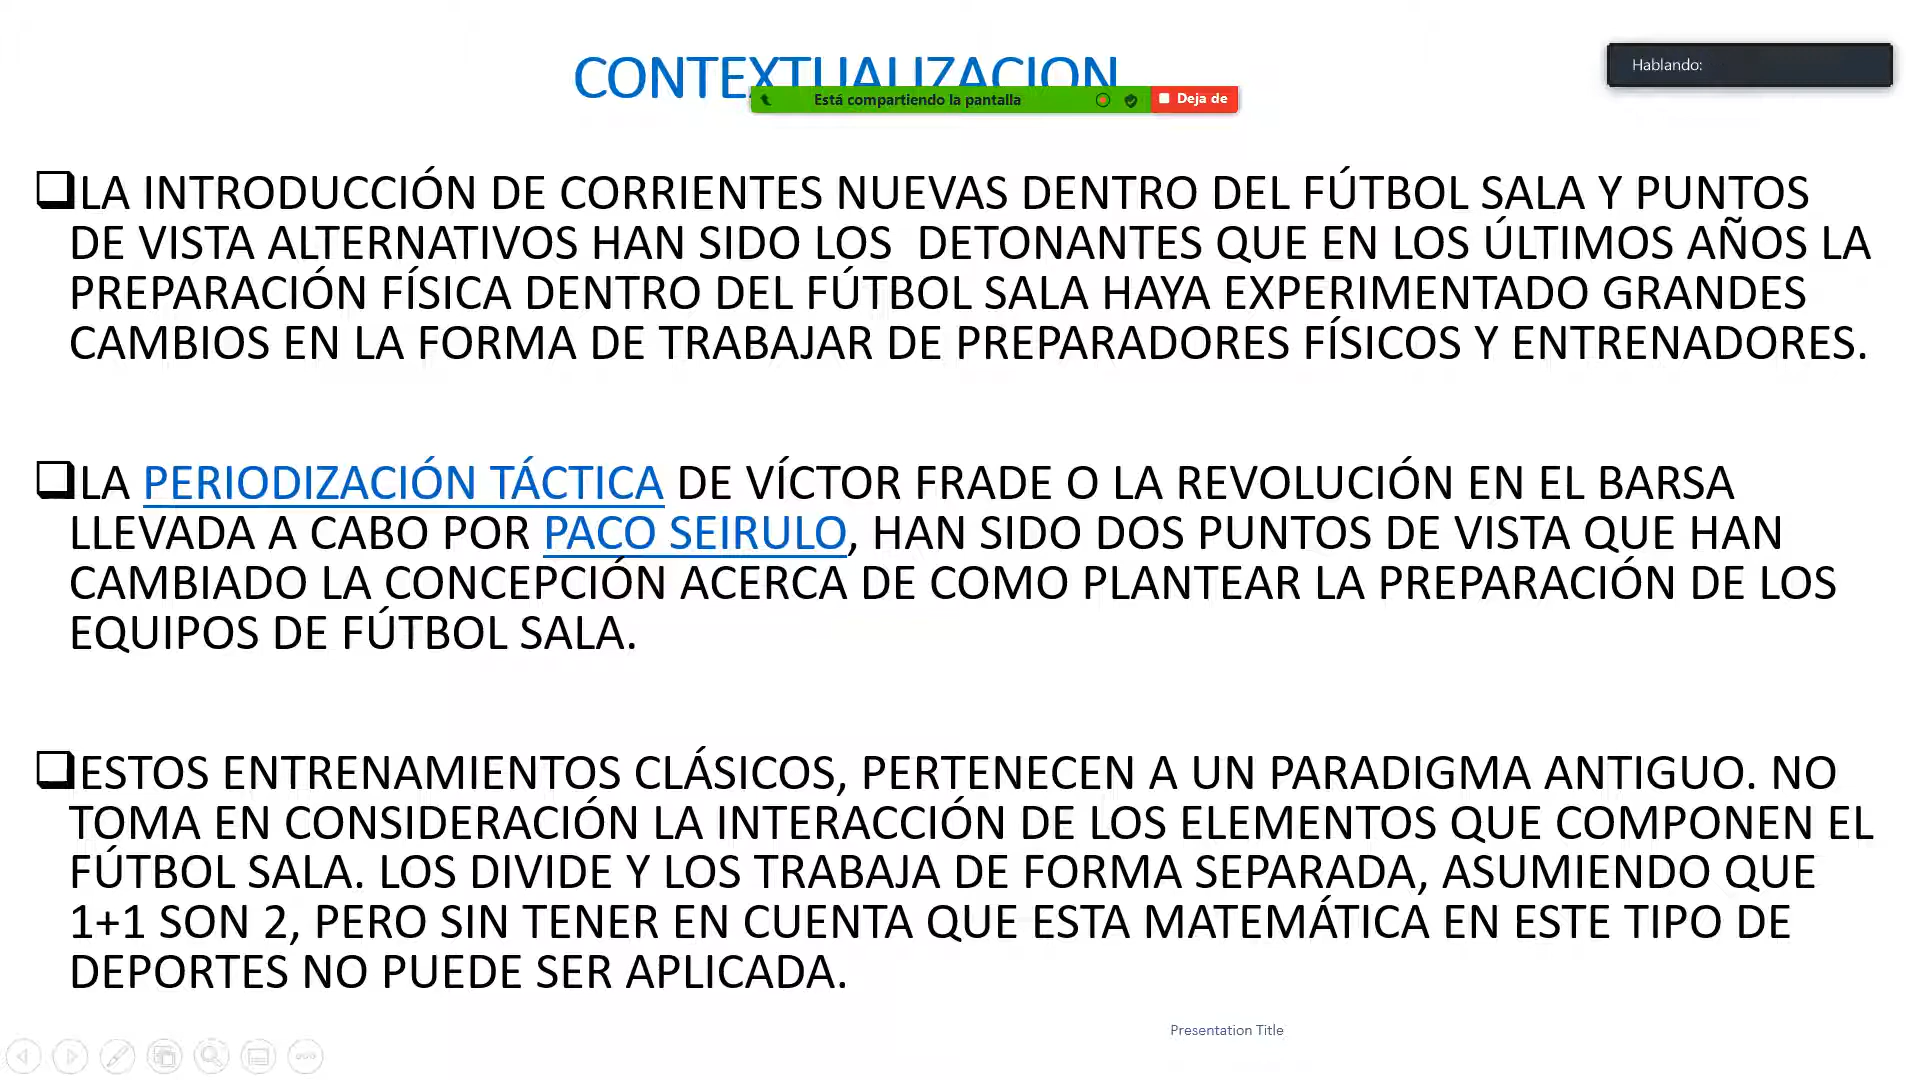 CONTEXTUALIZACION
Hablando:
Está compartiendo la pantalla
Deja de
LA INTRODUCCIÓN DE CORRIENTES NUEVAS DENTRO DEL FÚTBOL SALA Y PUNTOS
DE VISTA ALTERNATIVOS HAN SIDO LOS DETONANTES QUE EN LOS ÚLTIMOS AÑOS LA
PREPARACIÓN FÍSICA DENTRO DEL FÚTBOL SALA HAYA EXPERIMENTADO GRANDES
CAMBIOS EN LA FORMA DE TRABAJAR DE PREPARADORES FÍSICOS Y ENTRENADORES.
LA PERIODIZACIÓN TÁCTICA DE VÍCTOR FRADE O LA REVOLUCIÓN EN EL BARSA
LLEVADA A CABO POR PACO SEIRULO, HAN SIDO DOS PUNTOS DE VISTA QUE HAN
CAMBIADO LA CONCEPCIÓN ACERCA DE COMO PLANTEAR LA PREPARACIÓN DE LOS
EQUIPOS DE FÚTBOL SALA.
ESTOS ENTRENAMIENTOS CLÁSICOS, PERTENECEN A UN PARADIGMA ANTIGUO. NO
TOMA EN CONSIDERACIÓN LA INTERACCIÓN DE LOS ELEMENTOS QUE COMPONEN EL
FÚTBOL SALA. LOS DIVIDE Y LOS TRABAJA DE FORMA SEPARADA, ASUMIENDO QUE
1+1 SON 2, PERO SIN TENER EN CUENTA QUE ESTA MATEMÁTICA EN ESTE TIPO DE
DEPORTES NO PUEDE SER APLICADA.
Presentation Title